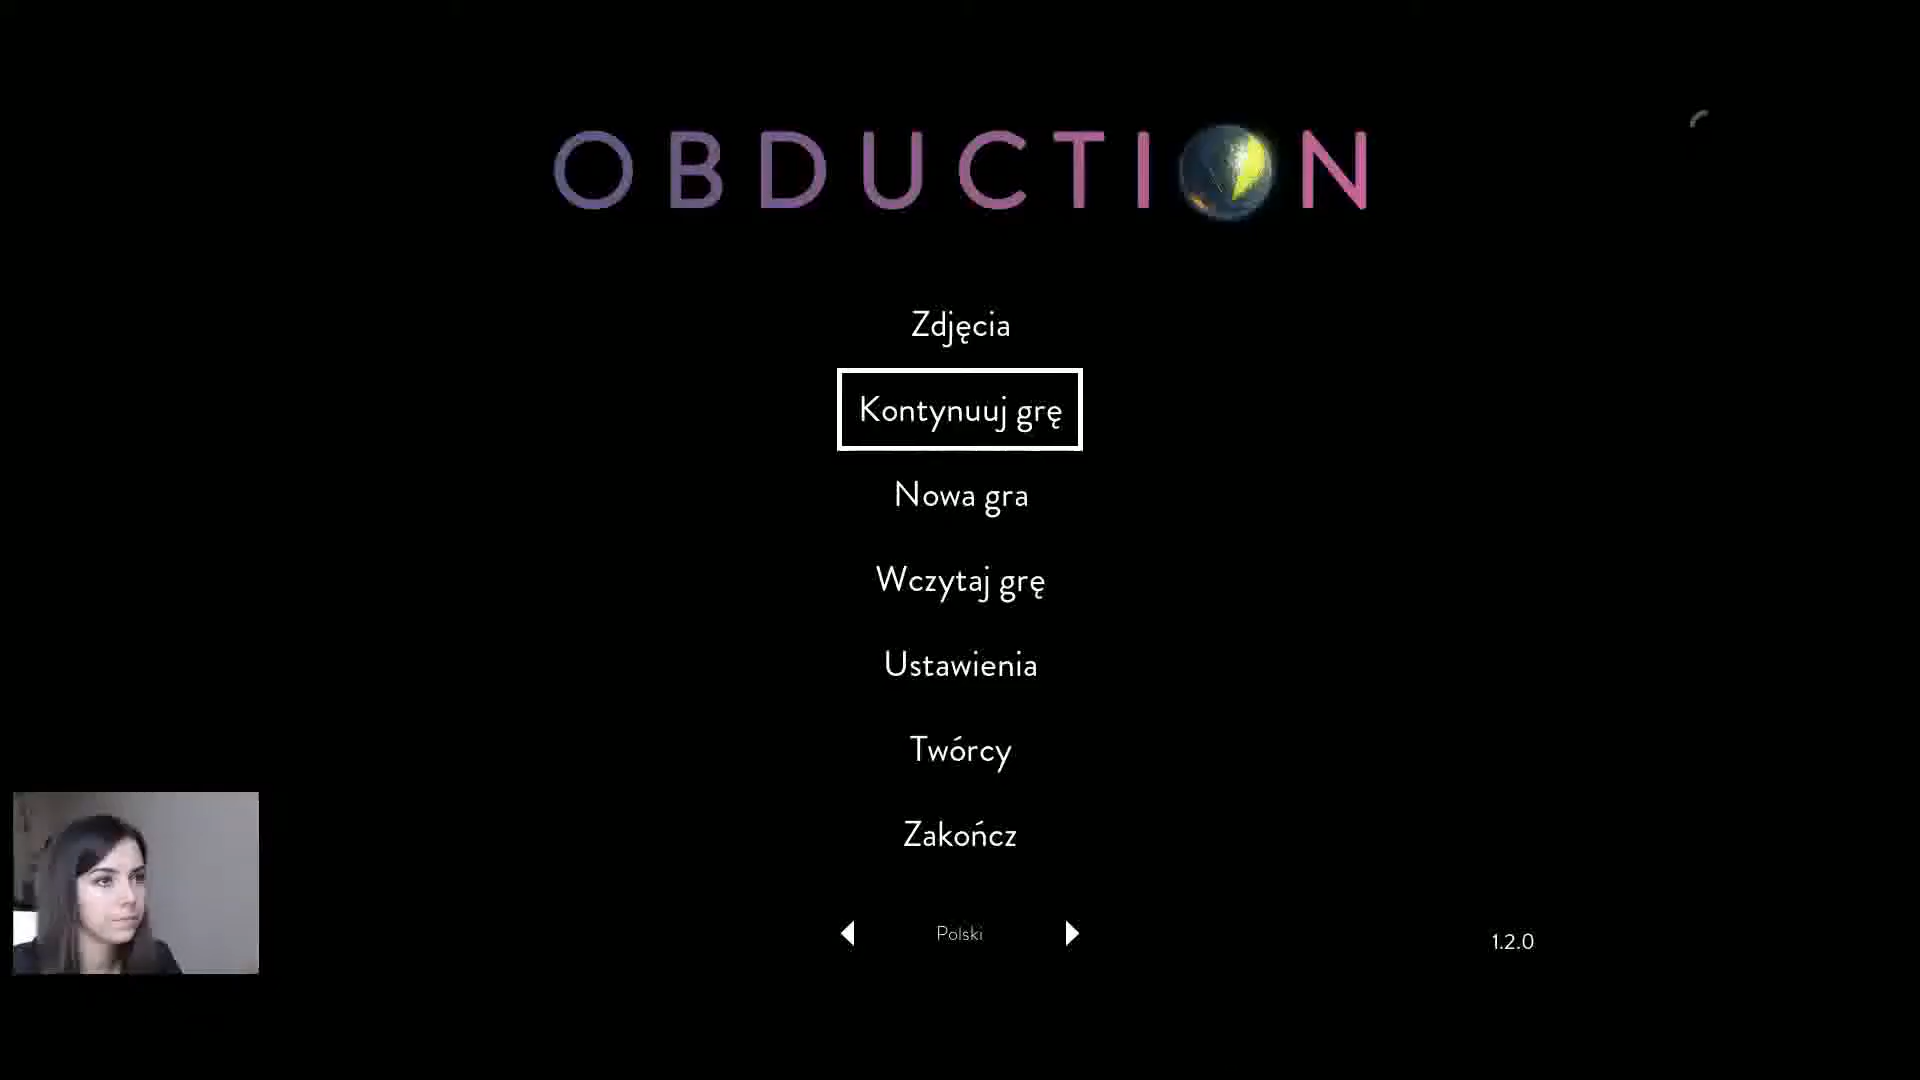 OBDUCTION
Zdjęcia
Kontynuuj grę
Nowa gra
Wczytaj grę
Ustawienia
Twórcy
Zakończ
Polski
1.2.0